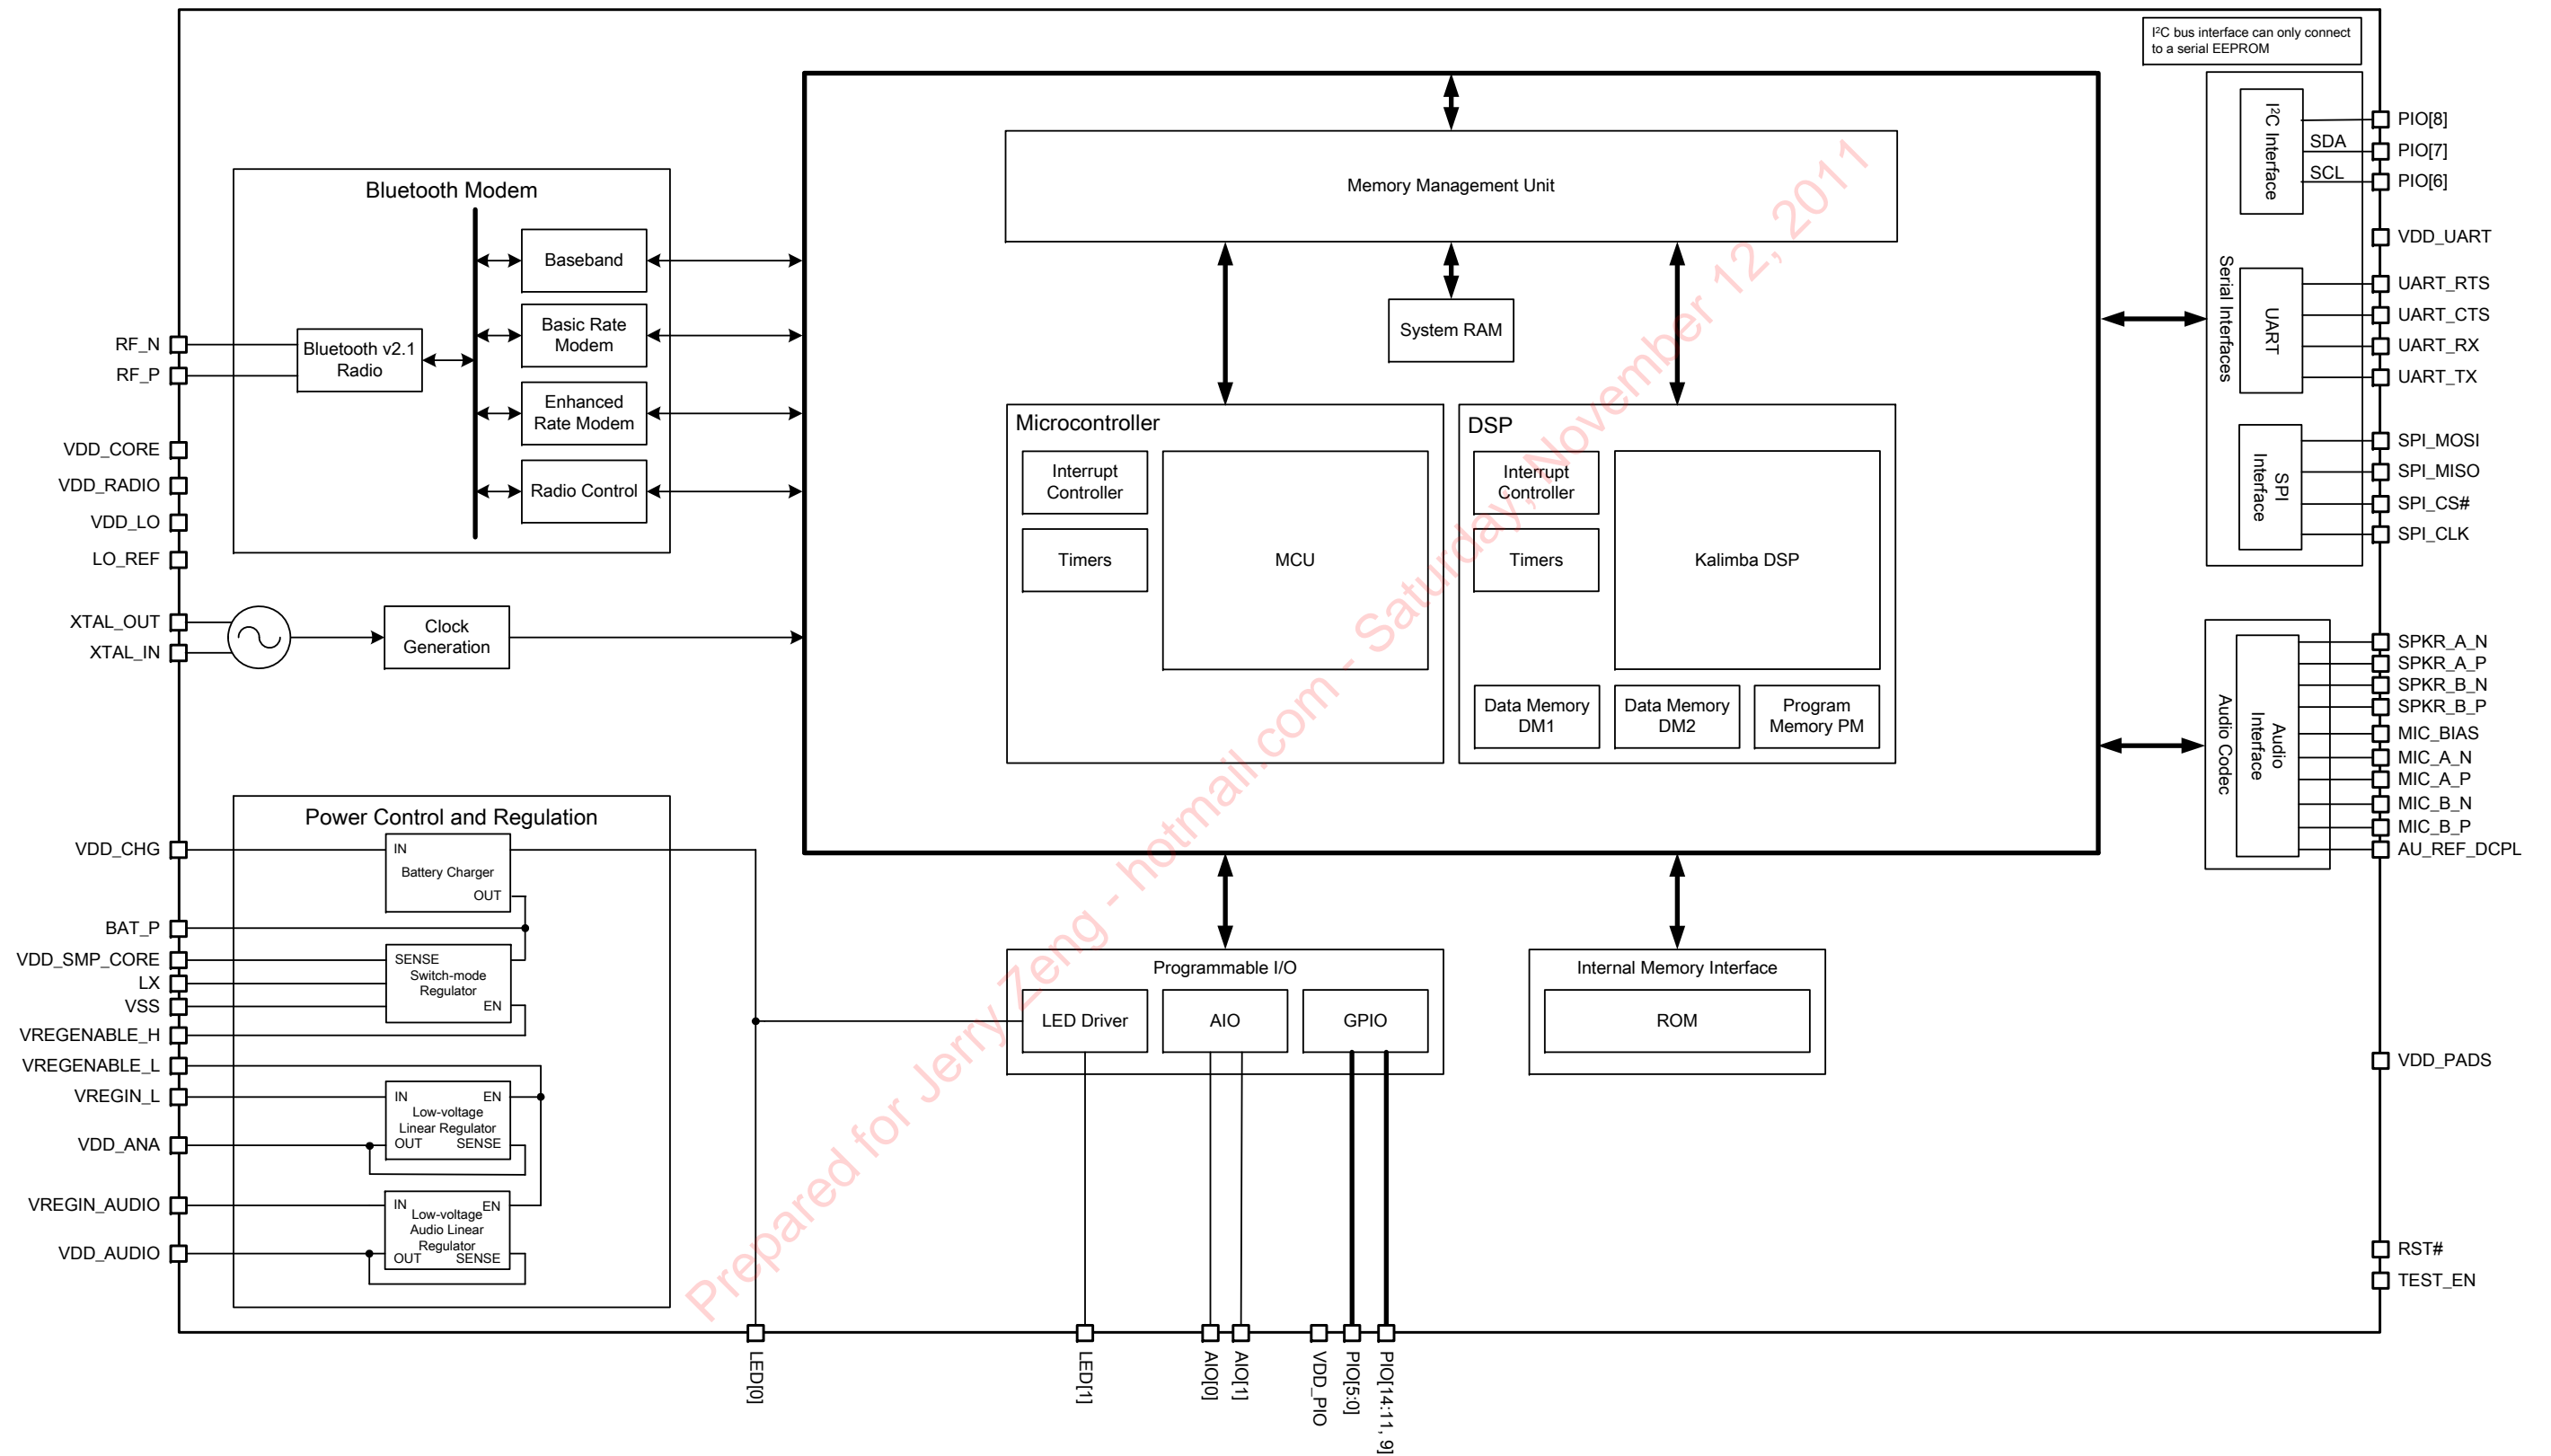 I²C bus interface can only connect
to a serial EEPROM
Bluetooth Modem
Baseband
Basic Rate
Modem
Enhanced
Rate Modem
Radio Control
Bluetooth v2.1
Radio
RF_N
RF_P
VDD_CORE
VDD_RADIO
VDD_LO
LO_REF
XTAL_OUT
XTAL_IN
Clock
Generation
Memory Management Unit
System RAM
Microcontroller
Interrupt
Controller
Timers
MCU
DSP
Interrupt
Controller
Timers
Kalimba DSP
Data Memory
DM1
Data Memory
DM2
Program
Memory PM
I²C Interface
SDA
SCL
Serial Interfaces
UART
SPI
Interface
PIO[8]
PIO[7]
PIO[6]
VDD_UART
UART_RTS
UART_CTS
UART_RX
UART_TX
SPI_MOSI
SPI_MISO
SPI_CS#
SPI_CLK
Audio
Interface
Audio Codec
SPKR_A_N
SPKR_A_P
SPKR_B_N
SPKR_B_P
MIC_BIAS
MIC_A_N
MIC_A_P
MIC_B_N
MIC_B_P
AU_REF_DCPL
VDD_PADS
RST#
TEST_EN
Power Control and Regulation
IN
Battery Charger
OUT
SENSE
Switch-mode
Regulator
EN
IN
EN
Low-voltage
Linear Regulator
OUT
SENSE
IN
EN
Low-voltage
Audio Linear
Regulator
OUT
SENSE
VDD_CHG
BAT_P
VDD_SMP_CORE
LX
VSS
VREGENABLE_H
VREGENABLE_L
VREGIN_L
VDD_ANA
VREGIN_AUDIO
VDD_AUDIO
Programmable I/O
LED Driver
AIO
GPIO
Internal Memory Interface
ROM
LED[0]
LED[1]
AIO[0]
AIO[1]
VDD_PIO
PIO[5:0]
PIO[14:11, 9]
Prepared for Jerry Zeng - hotmail.com - Saturday, November 12, 2011